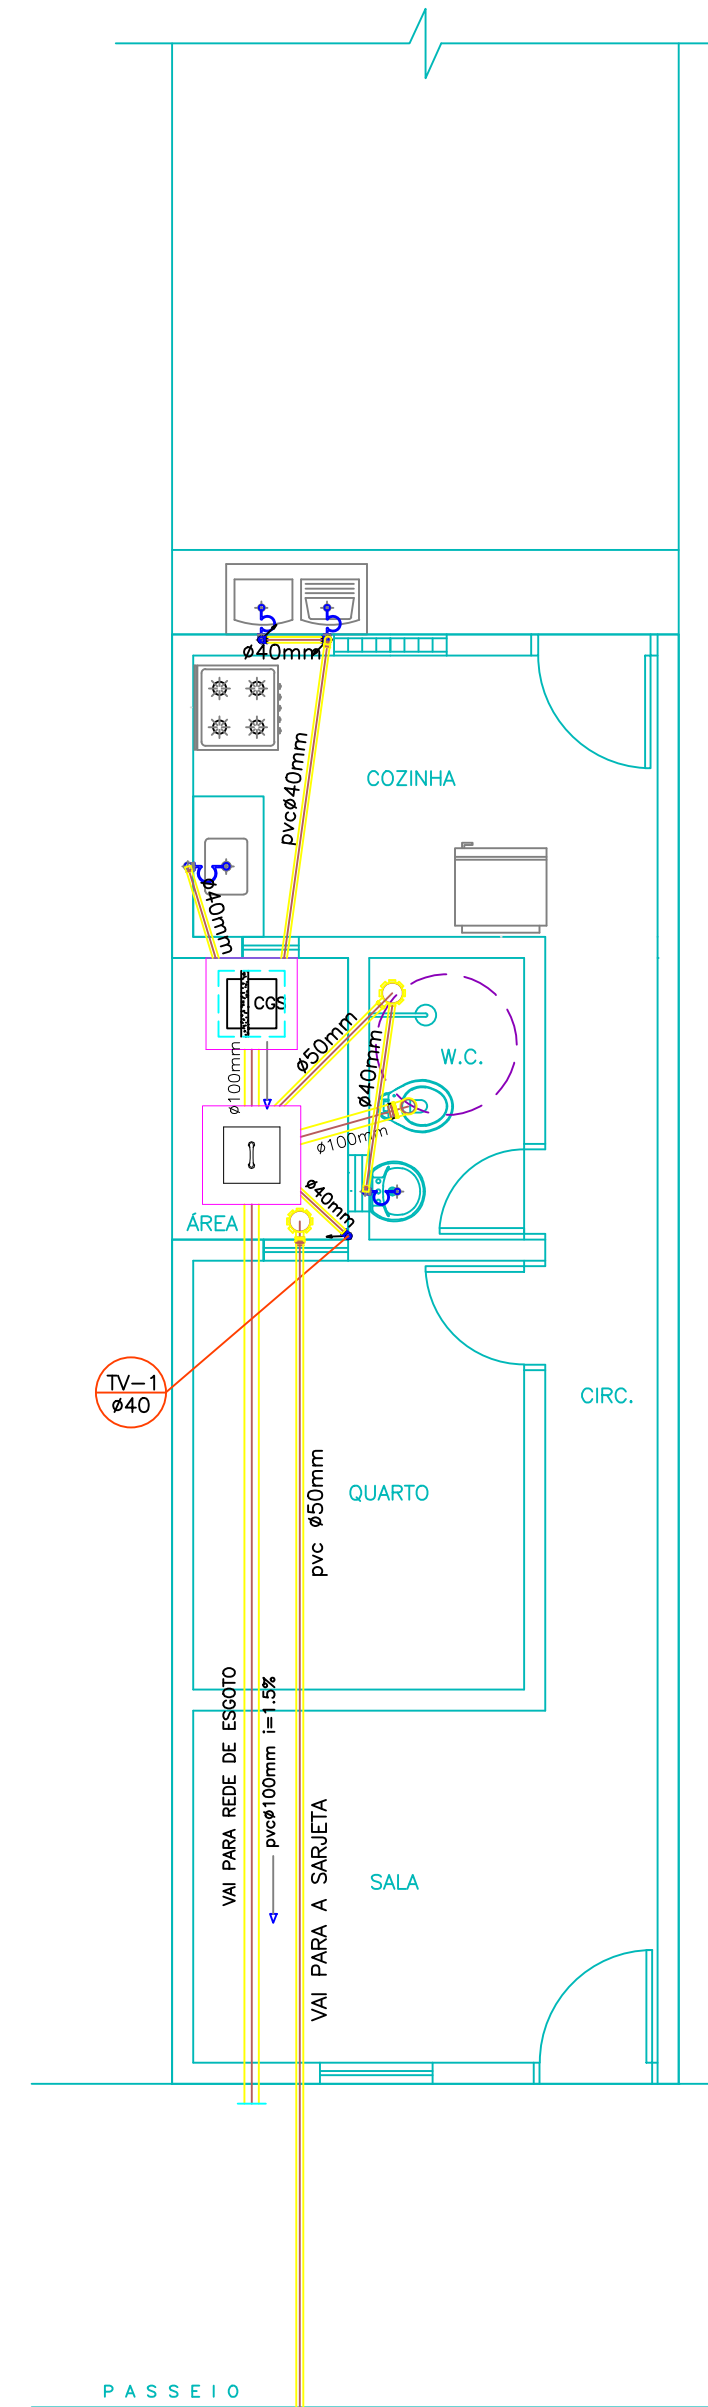 ø40mm
COZINHA
pvcø40mm
ø40mm
CGS
ø50mm
ø40mm
W.C.
ø100mm
ø100mm
ø40mm
ÁREA
TV-1
ø40
CIRC.
QUARTO
pvc ø50mm
VAI PARA REDE DE ESGOTO
pvcø100mm i=1.5%
VAI PARA A SARJETA
SALA
PASSEIO